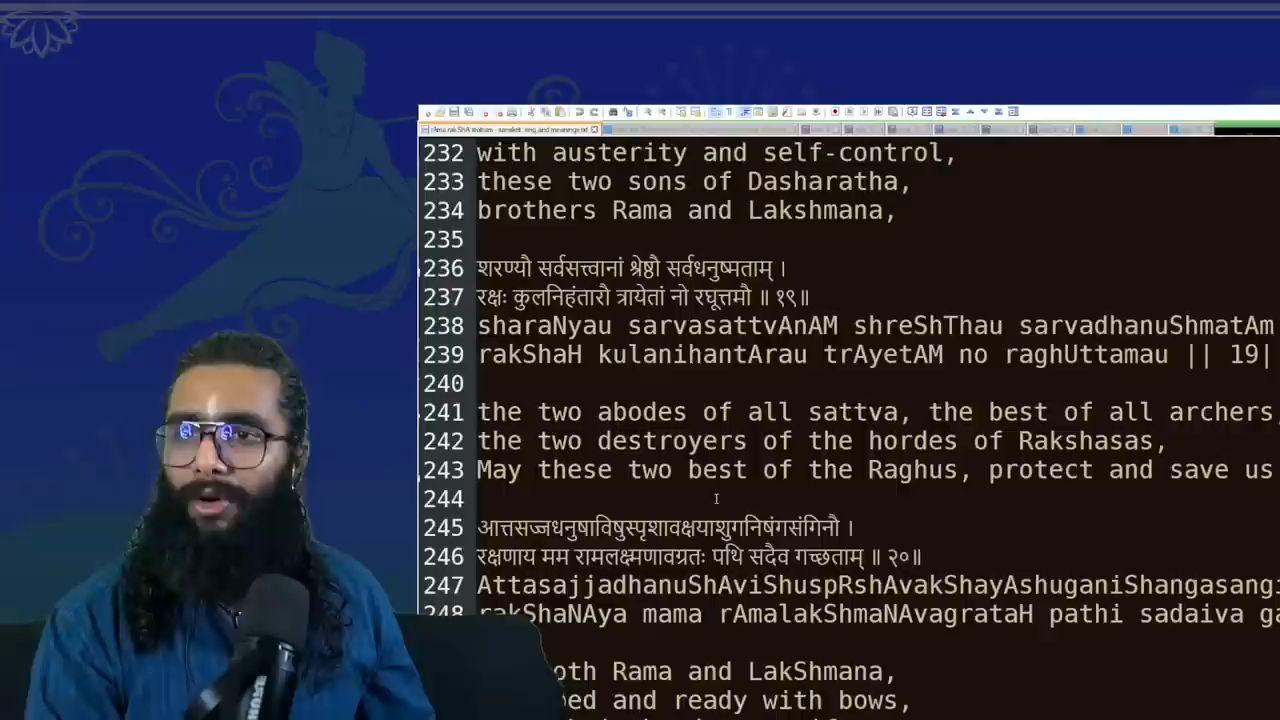 232 with austerity and self-control,
233 these two sons of Dasharatha,
234 brothers Rama and Lakshmana,
235
236 शरण्यौ सर्वसत्त्वानां श्रेष्ठौ सर्वधनुष्मताम् ।
237 रक्षः कुलनिहंतारौ त्रायेतां नो रघूत्तमौ ॥ १९॥
238 sharaNyau sarvasattvAnAM shreShThau sarvadhanuShmatAm
239 rakShaH kulanihantArau trAyetAM no raghUttamau || 19|
240
241 the two abodes of all sattva, the best of all archers,
242 the two destroyers of the hordes of Rakshasas,
243 May these two best of the Raghus, protect and save us
244
245 आत्तसज्जधनुषाविषुस्पृशावक्षयाशुगनिषंगसंगिनौ ।
246 रक्षणाय मम रामलक्ष्मणावग्रतः पथि सदैव गच्छताम् ॥ २०॥
247 AttasajjadhanuShAviShuspRshAvakShayAshuganiShangasangi
248 rakShaNAya mama rAmalakShmaNAvagrataH pathi sadaiva ga
oth Rama and LakShmana,
ped and ready with bows,